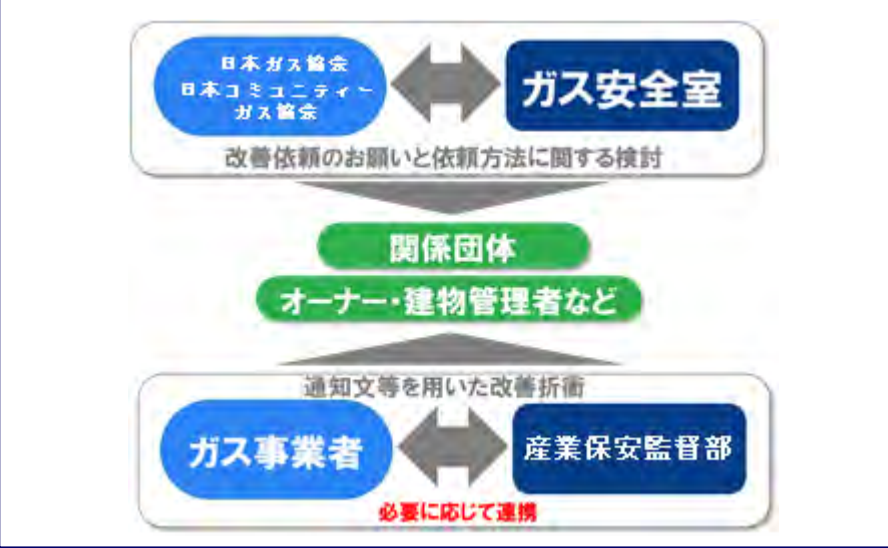 日本ガス協会
日本コミュニティー
ガス協会
ガス安全室
改善依頼のお願いと依頼方法に関する検討
関係団体
オーナー・建物管理者など
通知文等を用いた改善折衝
ガス事業者
産業保安監督部
必要に応じて連携